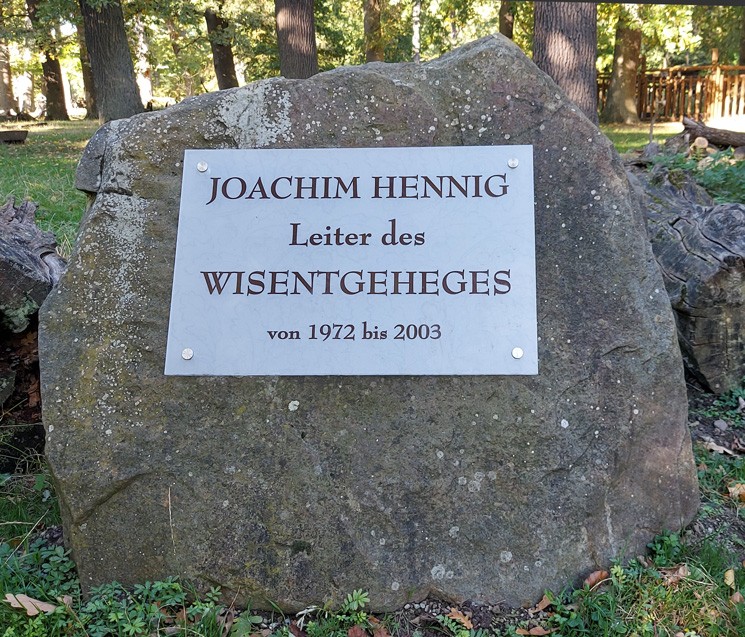 JOACHIM HENNIG
Leiter des
WISENTGEHEGES
von 1972 bis 2003